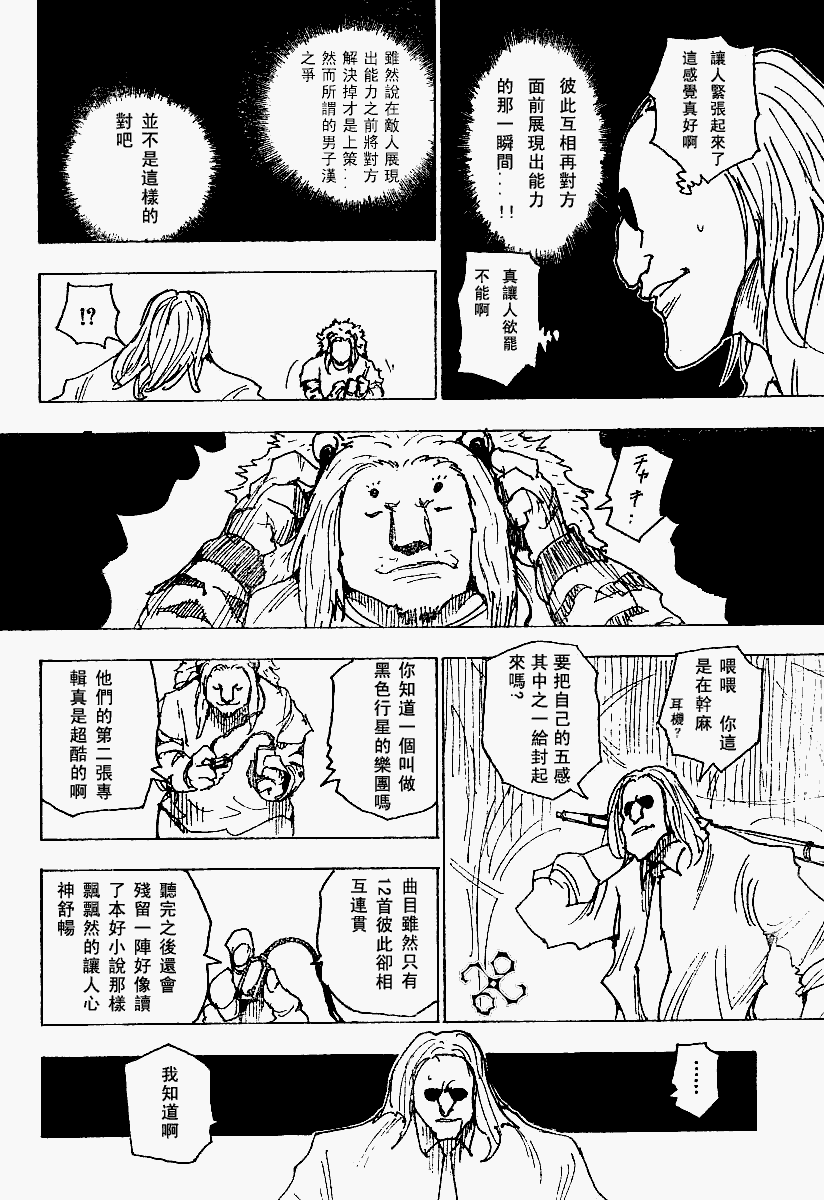 讓人緊張起來了
這感覺真好啊
彼此互相再對方
面前展現出能力
的那一瞬間...!!
真讓人欲罷
不能啊
雖然說在敵人展現
出能力之前將對方
解決掉才是上策...
然而所謂的男子漢
之爭
並不是這樣的
對吧
!?
チャキ..
喂喂 你這
是在幹麻
耳機?
要把自己的五感
其中之一給封起
來嗎?
你知道一個叫做
黑色行星的樂團嗎
他們的第二張專
輯真是超酷的啊
曲目雖然只有
12首彼此卻相
互連貫
聽完之後還會
殘留一陣好像讀
了本好小說那樣
飄飄然的讓人心
神舒暢
......
我知道啊